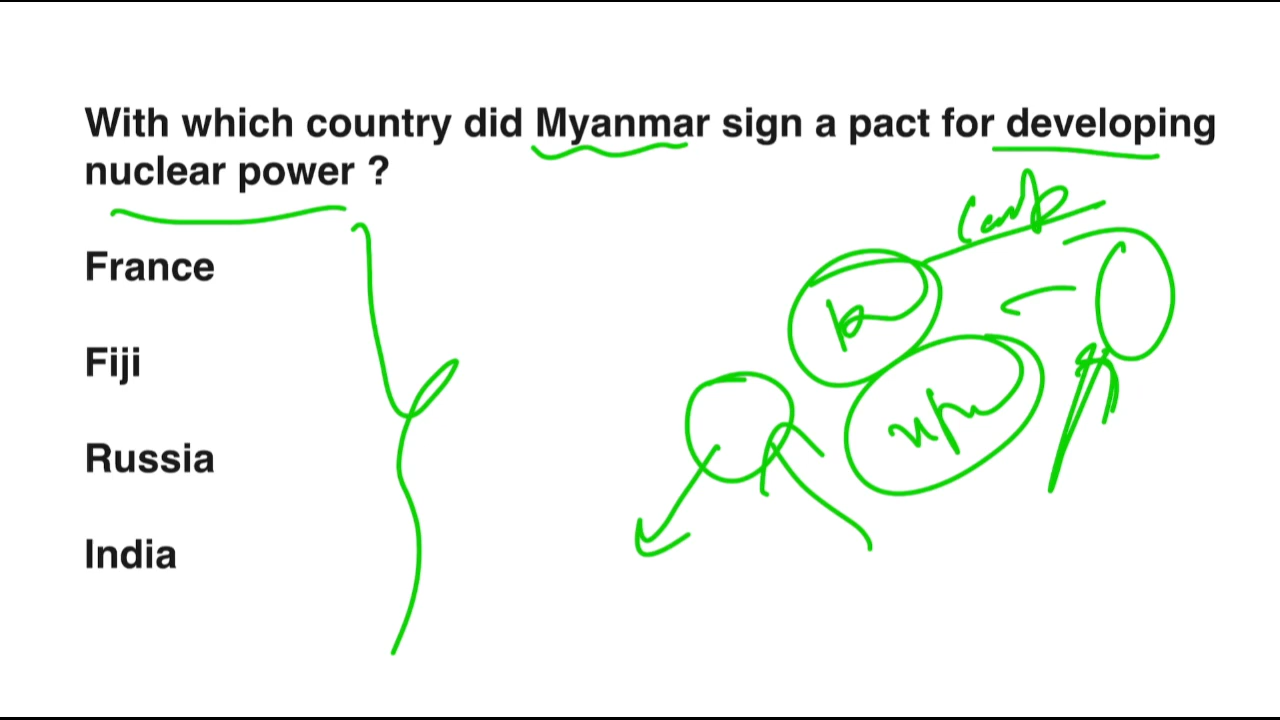 With which country did Myanmar sign a pact for developing
nuclear power ?
France
Fiji
Russia
India